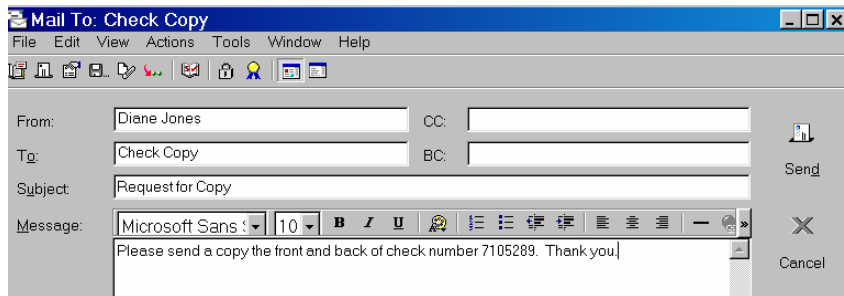 Mail To: Check Copy
File Edit View Actions Tools Window Help
From: Diane Jones CC:
To: Check Copy BC:
Send
Subject: Request for Copy
Message: Microsoft Sans 10 B I U »
Please send a copy the front and back of check number 7105289. Thank you.
Cancel